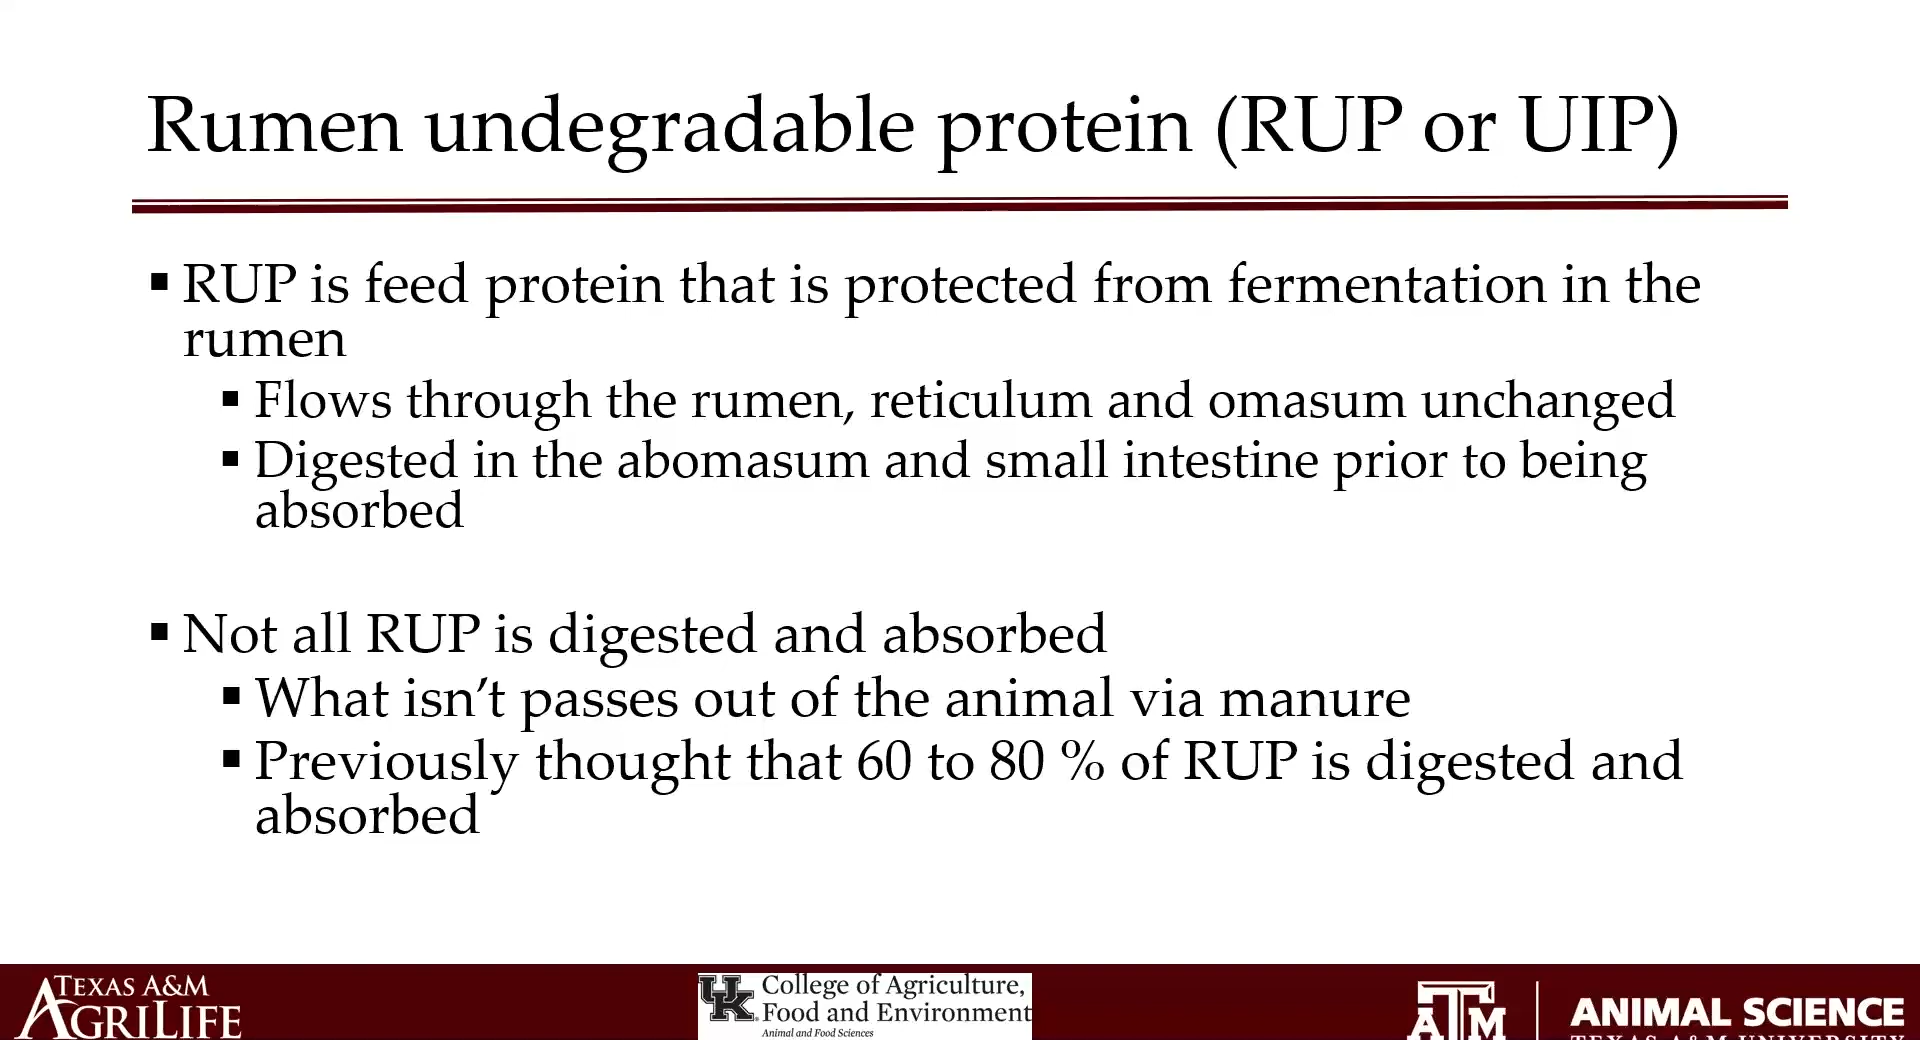 Rumen undegradable protein (RUP or UIP)
▪ RUP is feed protein that is protected from fermentation in the
rumen
▪ Flows through the rumen, reticulum and omasum unchanged
▪ Digested in the abomasum and small intestine prior to being
absorbed
▪ Not all RUP is digested and absorbed
▪ What isn’t passes out of the animal via manure
▪ Previously thought that 60 to 80 % of RUP is digested and
absorbed
TEXAS A&M
AGRILIFE
UK
College of Agriculture,
Food and Environment
Animal and Food Sciences
ATM
ANIMAL SCIENCE
TEXAS A&M UNIVERSITY